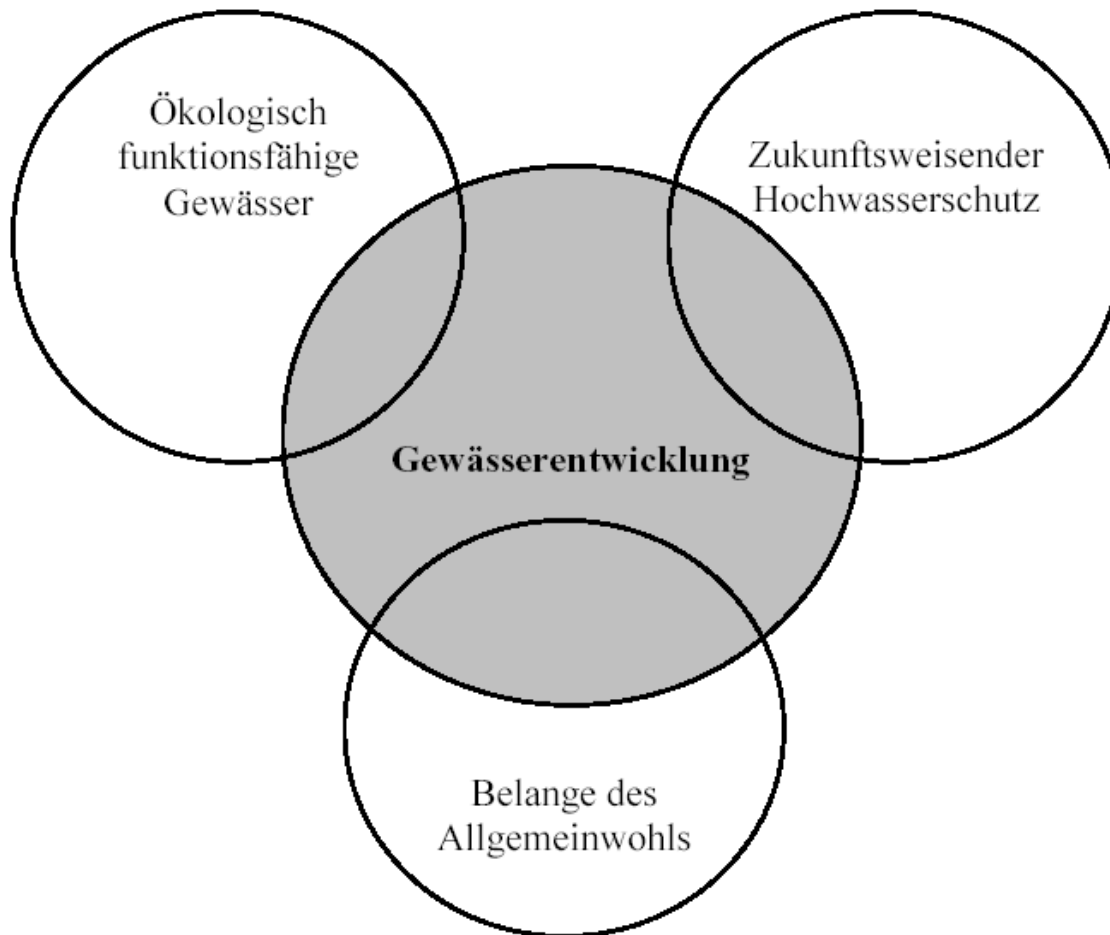 Ökologisch
funktionsfähige
Gewässer
Zukunftsweisender
Hochwasserschutz
Gewässerentwicklung
Belange des
Allgemeinwohls